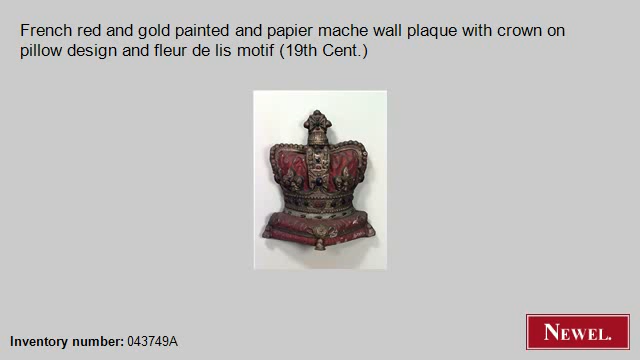 French red and gold painted and papier mache wall plaque with crown on
pillow design and fleur de lis motif (19th Cent.)
Inventory number: 043749A
NEWEL.